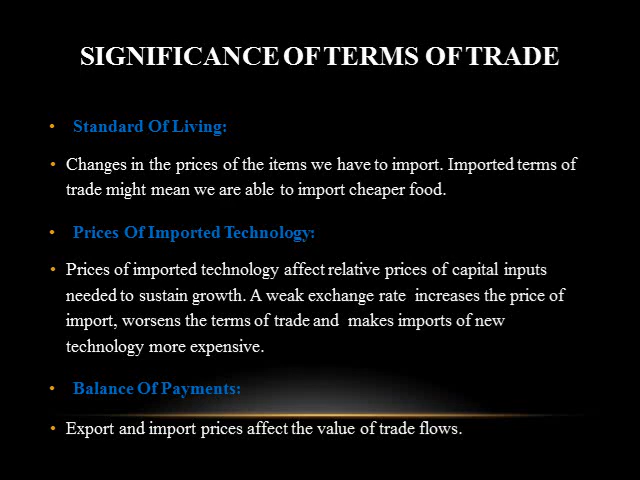 SIGNIFICANCE OF TERMS OF TRADE
• Standard Of Living:
• Changes in the prices of the items we have to import. Imported terms of
trade might mean we are able to import cheaper food.
• Prices Of Imported Technology:
• Prices of imported technology affect relative prices of capital inputs
needed to sustain growth. A weak exchange rate increases the price of
import, worsens the terms of trade and makes imports of new
technology more expensive.
• Balance Of Payments:
• Export and import prices affect the value of trade flows.